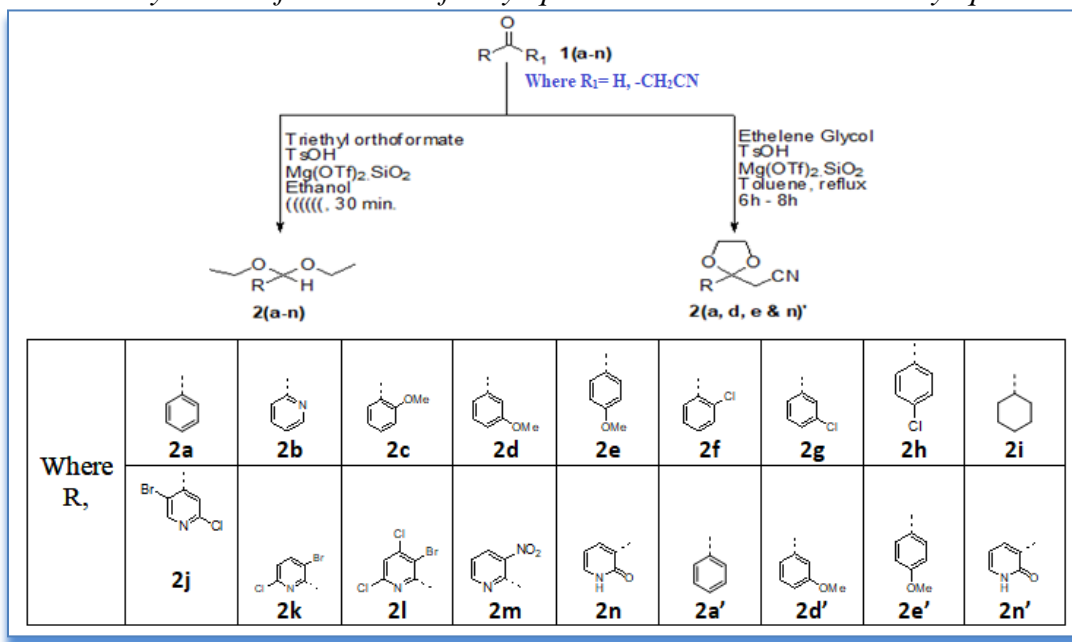 O
R R₁ 1(a-n)
Where R₁= H, -CH₂CN
Triethyl orthoformate
TsOH
Mg(OTf)₂.SiO₂
Ethanol
((((((, 30 min.
Ethelene Glycol
TsOH
Mg(OTf)₂.SiO₂
Toluene, reflux
6h - 8h
O O
R H
2(a-n)
O O
R CN
2(a, d, e & n)'
Where
R,
2a
N
2b
OMe
2c
OMe
2d
OMe
2e
Cl
2f
Cl
2g
Cl
2h
2i
Br
N Cl
2j
Br
Cl N
2k
Cl
Br
Cl N
2l
NO₂
N
2m
N O
H
2n
2a’
OMe
2d’
OMe
2e’
N O
H
2n’